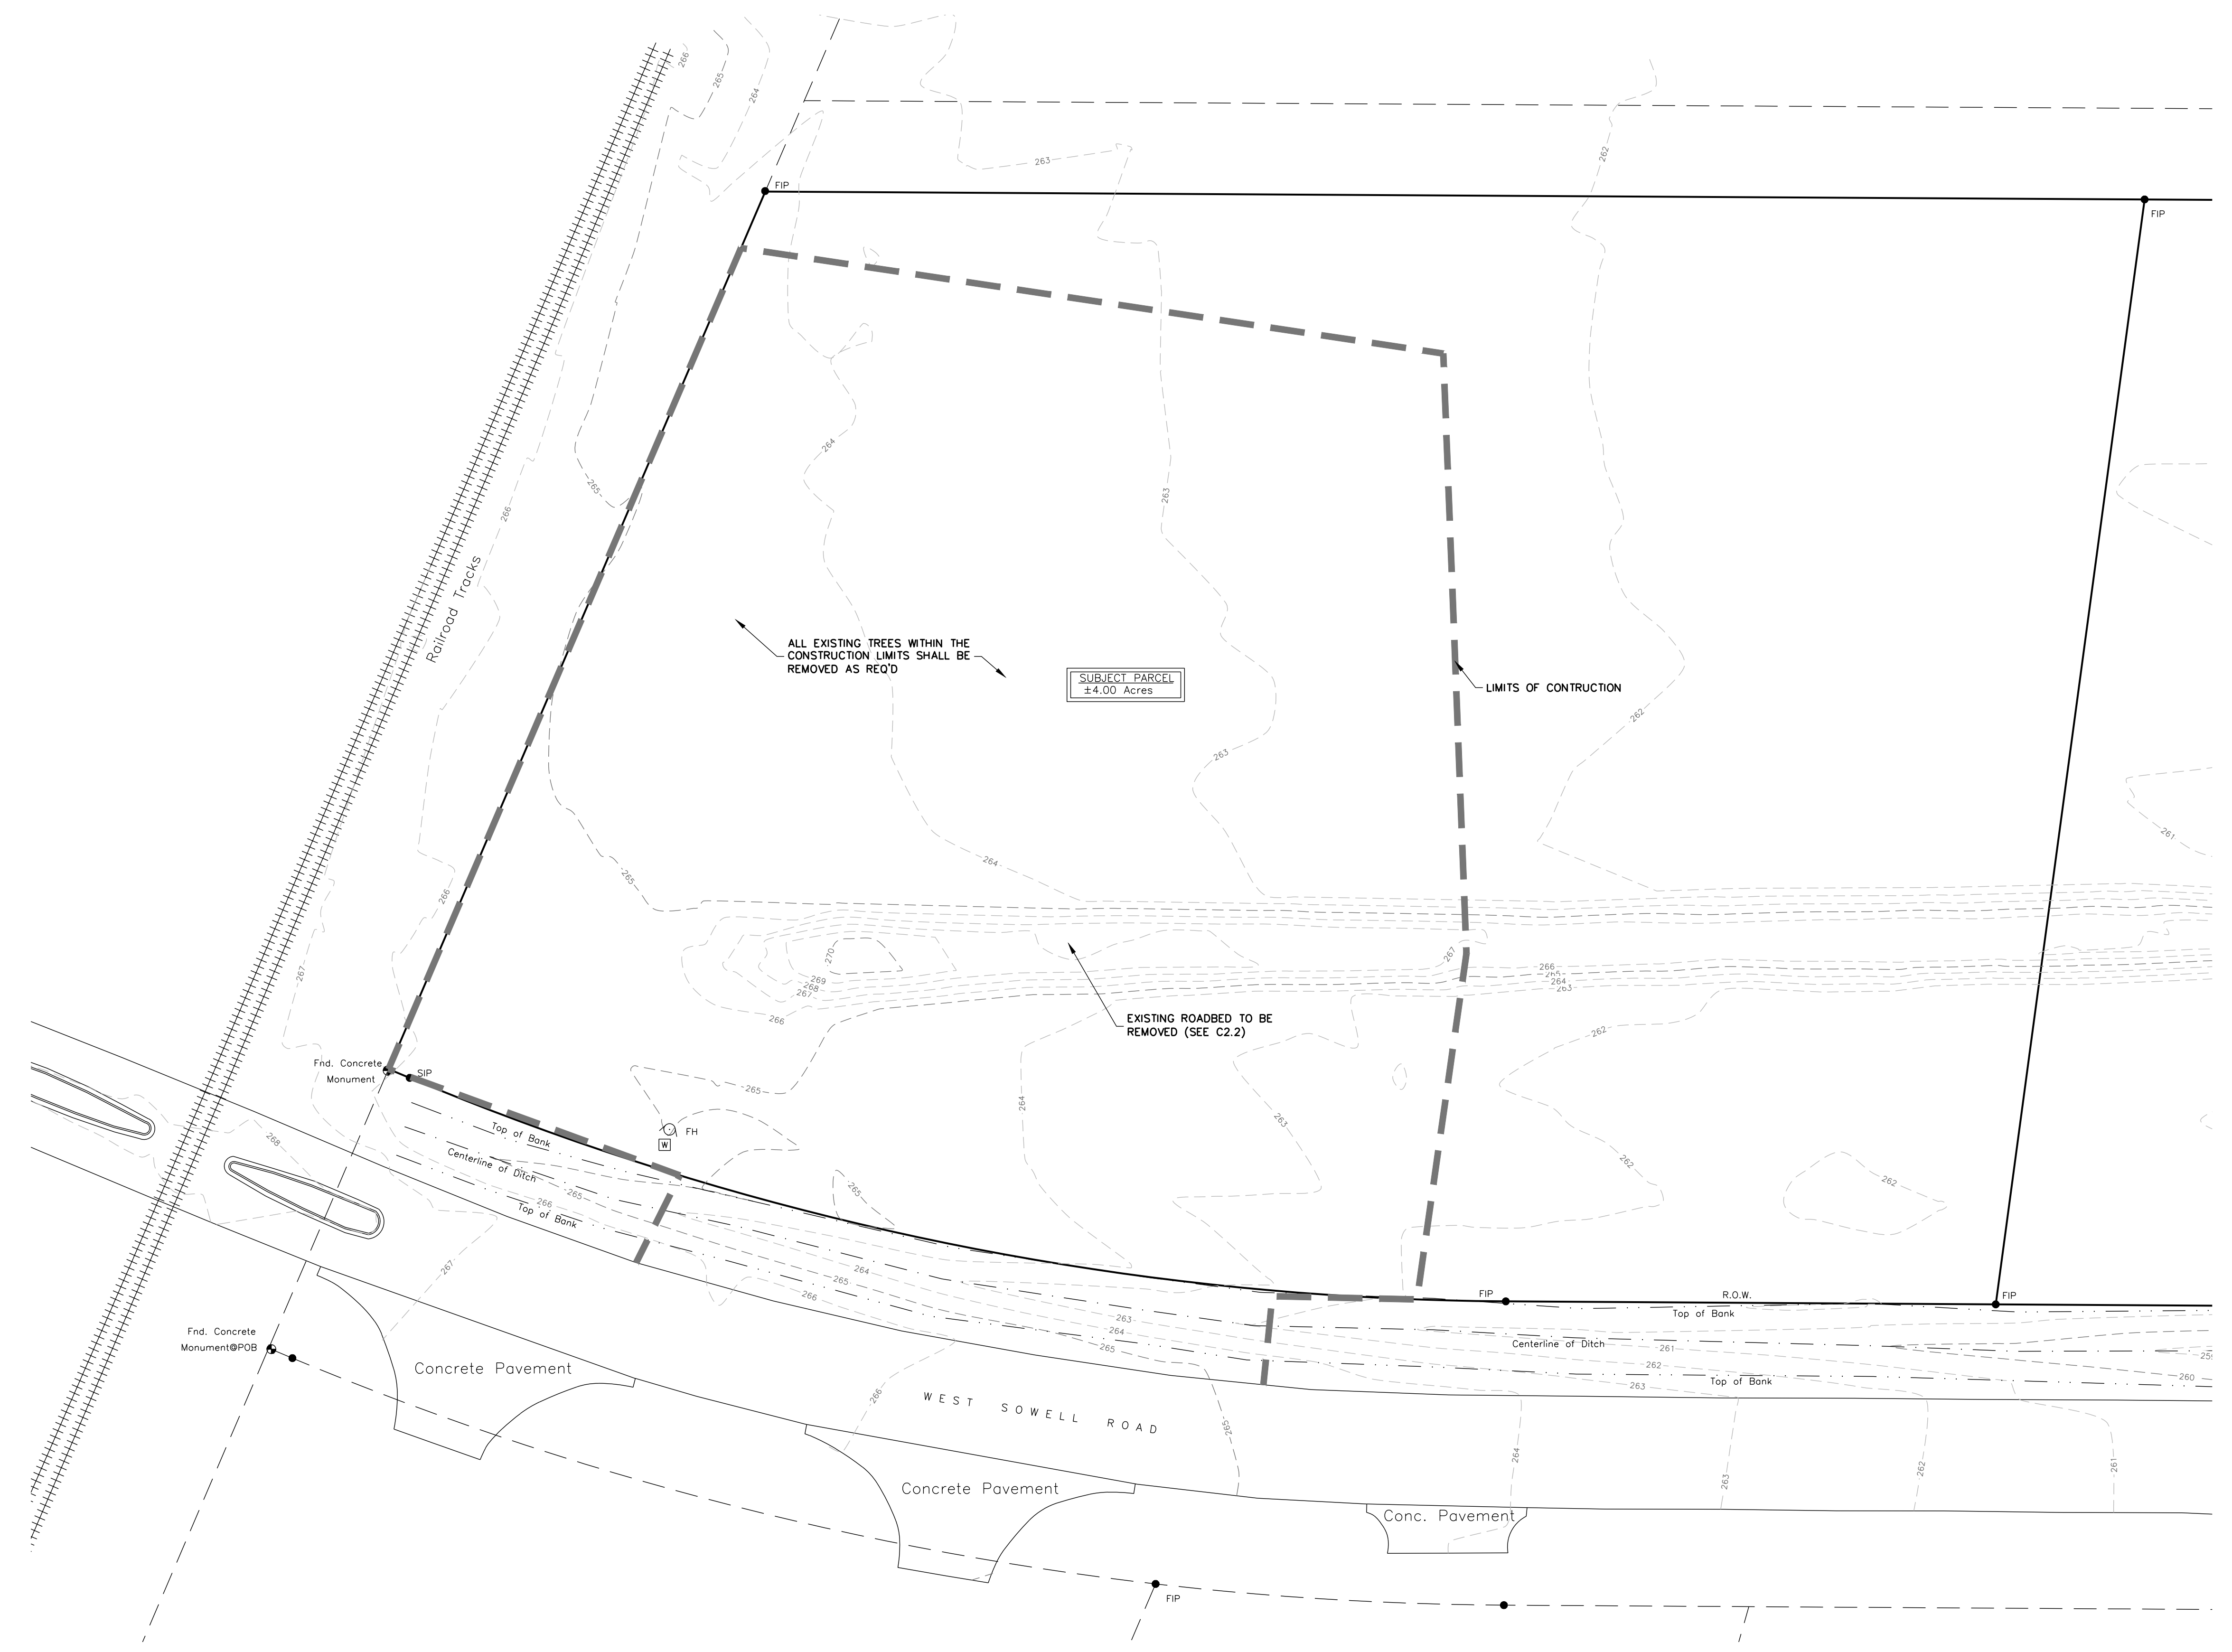 266
265
264
263
262
FIP
FIP
264
265
266
263
Railroad Tracks
ALL EXISTING TREES WITHIN THE
CONSTRUCTION LIMITS SHALL BE
REMOVED AS REQ'D
SUBJECT PARCEL
±4.00 Acres
LIMITS OF CONTRUCTION
262
263
261
264
265
266
267
270
269
268
267
266
267
266
265
264
263
EXISTING ROADBED TO BE
REMOVED (SEE C2.2)
262
Fnd. Concrete
Monument
SIP
265
264
263
FH
W
268
Top of Bank
Centerline of Ditch
265
266
Top of Bank
262
262
265
267
264
265
266
FIP
R.O.W.
FIP
Top of Bank
263
264
265
Centerline of Ditch
261
262
263
Top of Bank
260
Fnd. Concrete
Monument@POB
Concrete Pavement
266
WEST SOWELL ROAD
265
264
263
262
261
Concrete Pavement
Conc. Pavement
FIP